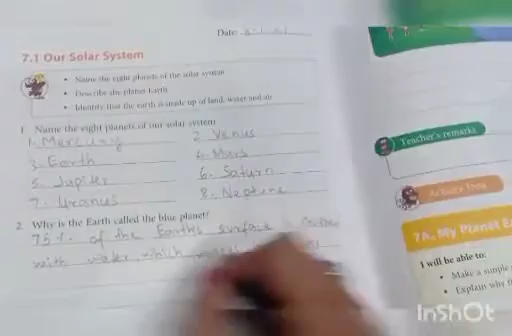 Date:
7.1 Our Solar System
• Name the eight planets of the solar system
• Describe the planet Earth
• Identify that the earth is made up of land, water and air
1. Name the eight planets of our solar system
1. Mercury 2. Venus
3. Earth 4. Mars
5. Jupiter 6. Saturn
7. Uranus 8. Neptune
2. Why is the Earth called the blue planet?
75% of the Earths surface is
with water which
Teacher's remarks
Activity Time
7A. My Planet E
I will be able to:
• Make a simple
• Explain why
InShOt